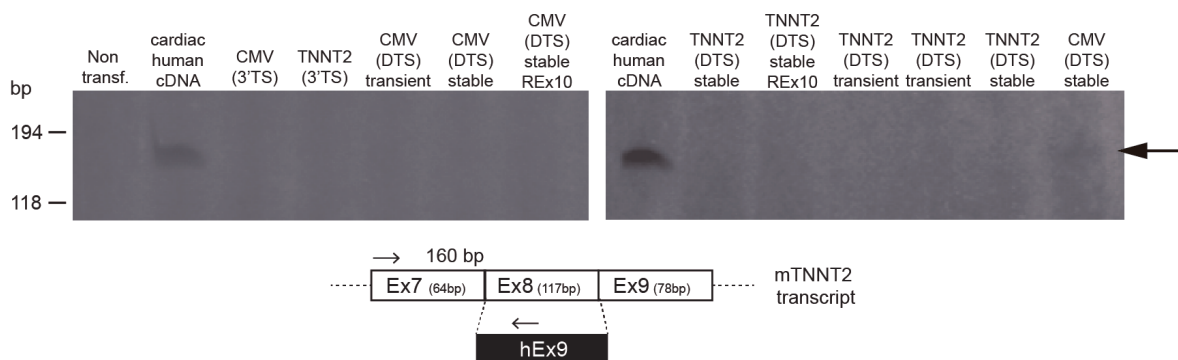 Non
transf.
cardiac
human
cDNA
CMV
(3'TS)
TNNT2
(3'TS)
CMV
(DTS)
transient
CMV
(DTS)
stable
CMV
(DTS)
stable
REx10
cardiac
human
cDNA
TNNT2
(DTS)
stable
TNNT2
(DTS)
stable
REx10
TNNT2
(DTS)
transient
TNNT2
(DTS)
transient
TNNT2
(DTS)
stable
CMV
(DTS)
stable
bp
194
118
160 bp
Ex7 (64bp) Ex8 (117bp) Ex9 (78bp)
mTNNT2
transcript
hEx9